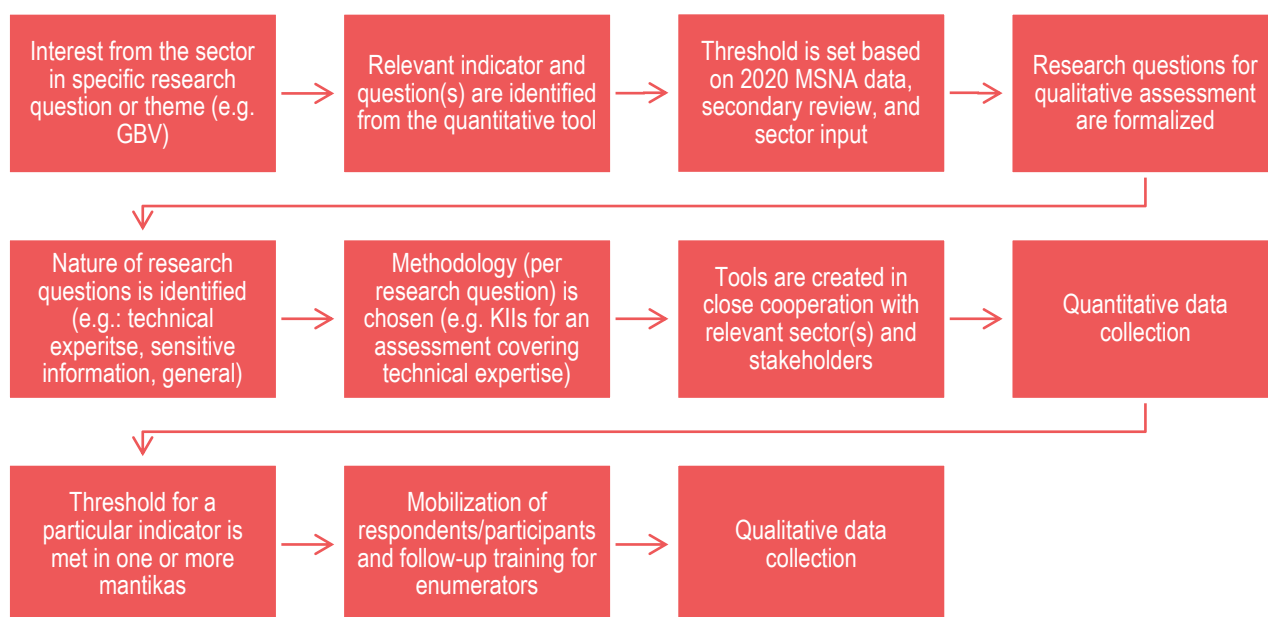 Interest from the sector
in specific research
question or theme (e.g.
GBV)
Relevant indicator and
question(s) are identified
from the quantitative tool
Threshold is set based
on 2020 MSNA data,
secondary review, and
sector input
Research questions for
qualitative assessment
are formalized
Nature of research
questions is identified
(e.g.: technical
experitse, sensitive
information, general)
Methodology (per
research question) is
chosen (e.g. KIIs for an
assessment covering
technical expertise)
Tools are created in
close cooperation with
relevant sector(s) and
stakeholders
Quantitative data
collection
Threshold for a
particular indicator is
met in one or more
mantikas
Mobilization of
respondents/participants
and follow-up training for
enumerators
Qualitative data
collection